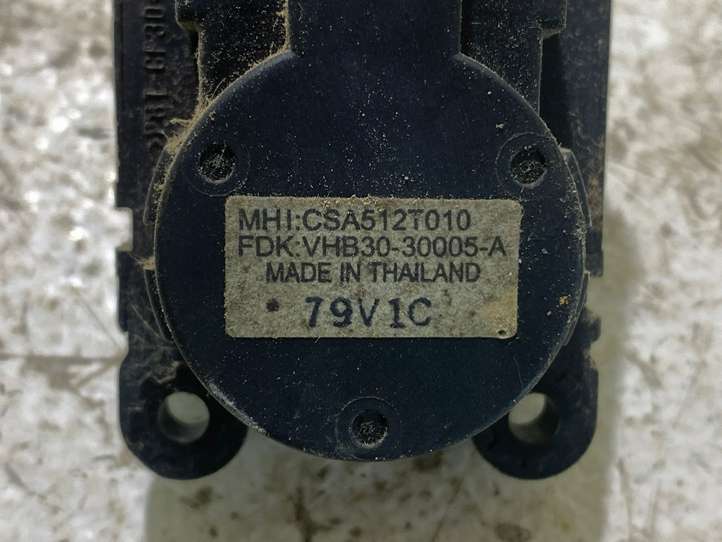 MHI:CSA512T010
FDK:VHB30-30005-A
MADE IN THAILAND
79V1C